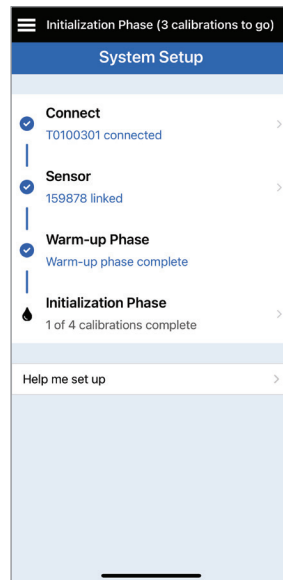 Initialization Phase (3 calibrations to go)
System Setup
Connect
T0100301 connected
Sensor
159878 linked
Warm-up Phase
Warm-up phase complete
Initialization Phase
1 of 4 calibrations complete
Help me set up